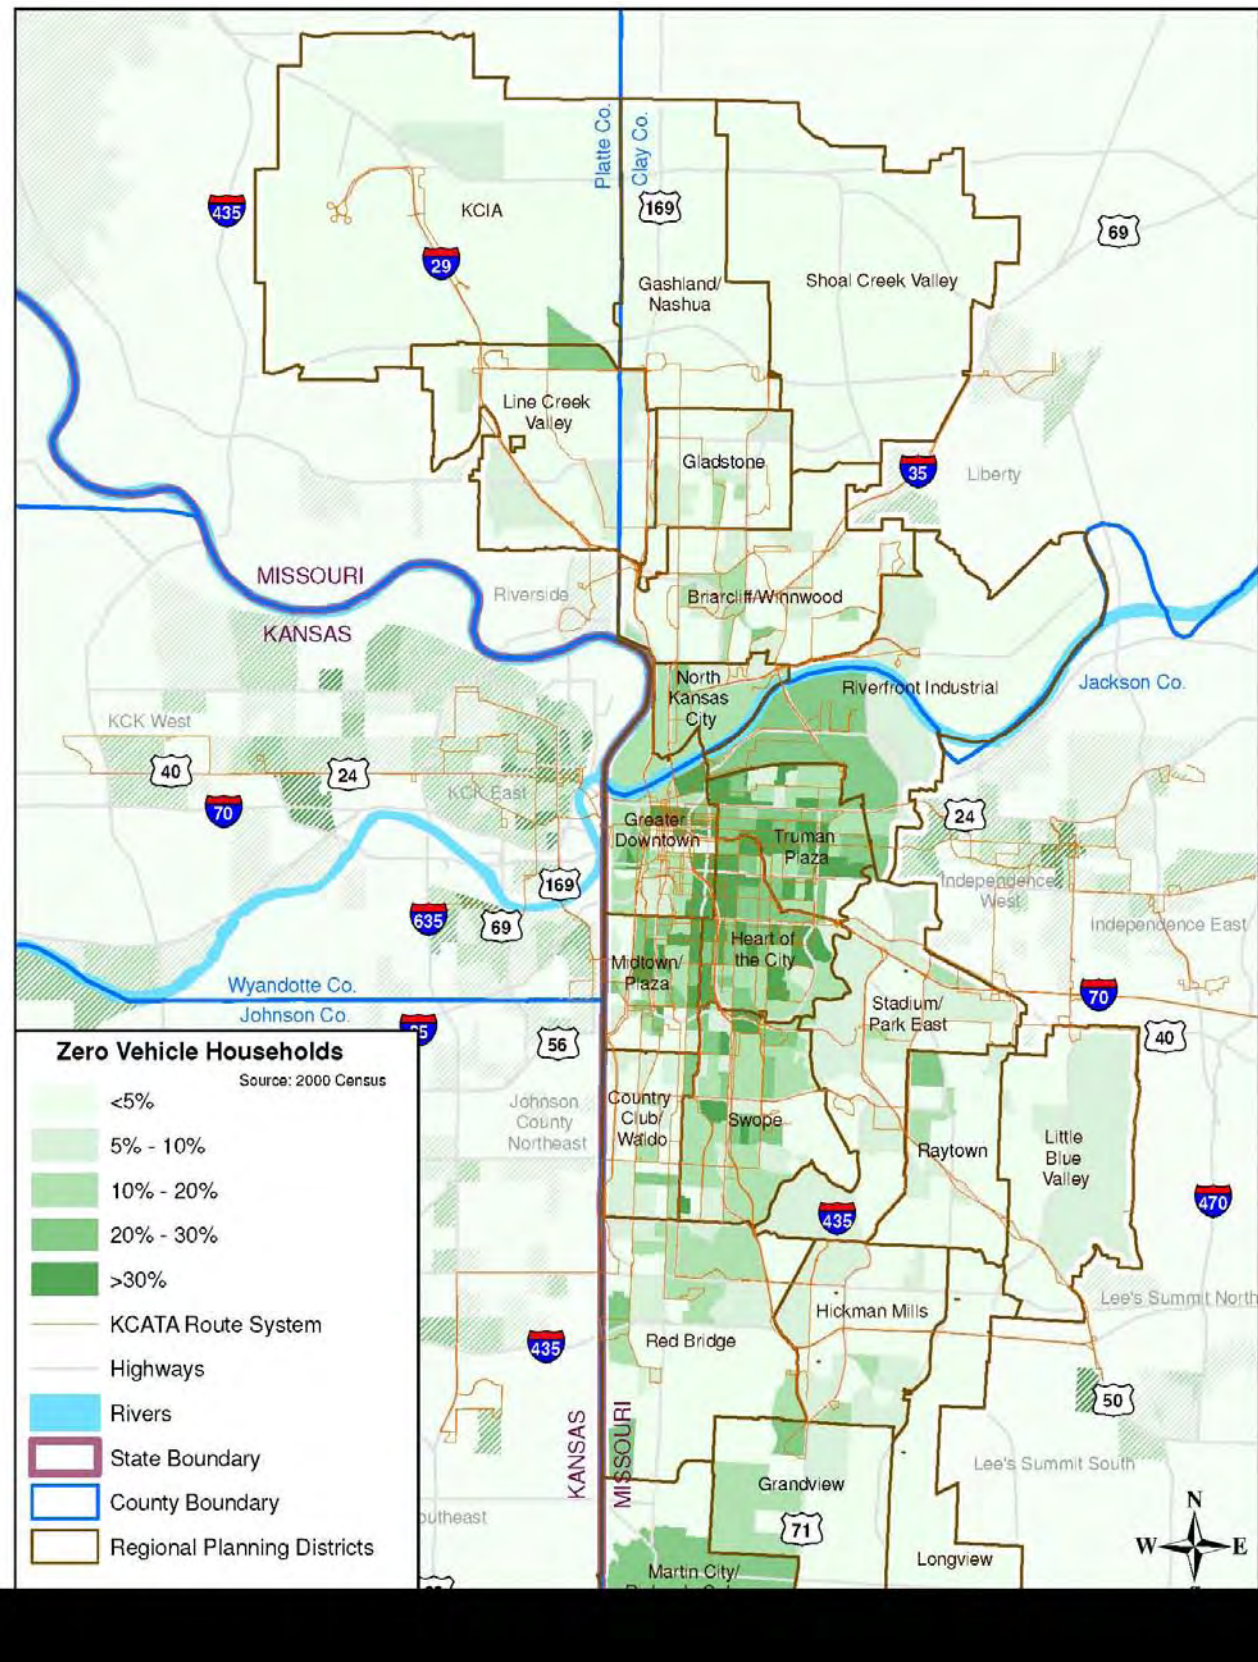 Platte Co.
Clay Co.
435
KCIA
169
69
29
Gashland/
Nashua
Shoal Creek Valley
Line Creek
Valley
Gladstone
35
Liberty
MISSOURI
KANSAS
Riverside
Briarcliff/Winnwood
North
Kansas
City
Riverfront Industrial
Jackson Co.
KCK West
40
24
KCK East
70
Greater
Downtown
Truman
Plaza
24
169
Independence
West
635
69
Independence East
Heart of
the City
Midtown/
Plaza
Wyandotte Co.
Johnson Co.
Stadium/
Park East
70
40
35
56
Zero Vehicle Households
Source: 2000 Census
<5%
5% - 10%
10% - 20%
20% - 30%
>30%
KCATA Route System
Highways
Rivers
State Boundary
County Boundary
Regional Planning Districts
Johnson
County
Northeast
Country
Club/
Waldo
Swope
Raytown
Little
Blue
Valley
435
470
Hickman Mills
Lee's Summit North
Red Bridge
435
50
KANSAS
MISSOURI
Lee's Summit South
Grandview
71
Longview
Martin City/
N
W
E